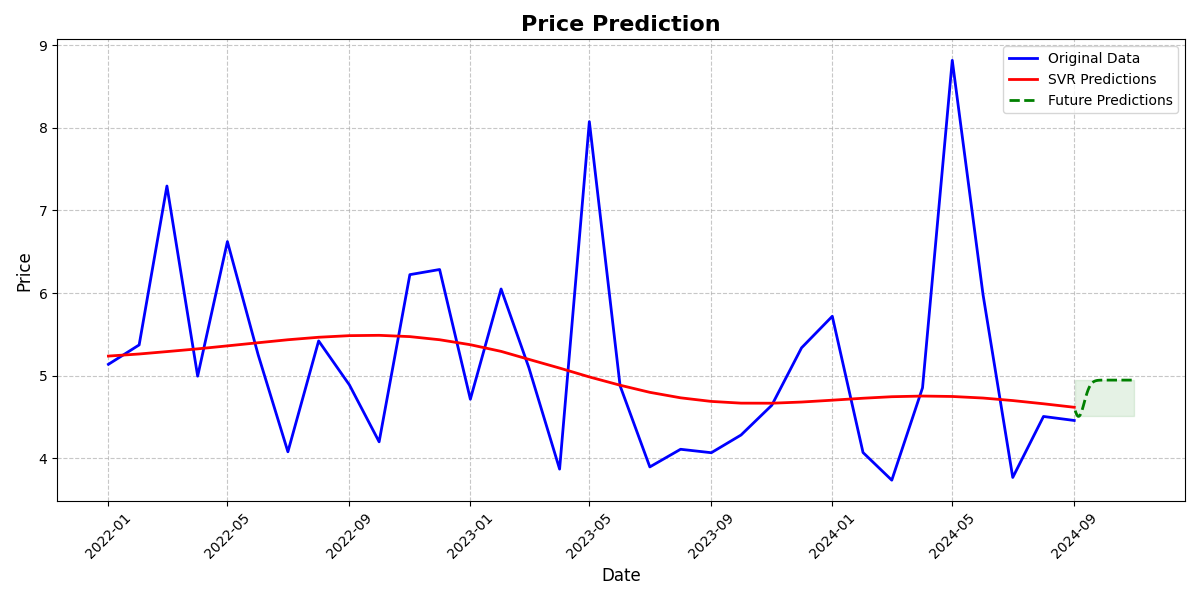 Price Prediction
Original Data
SVR Predictions
Future Predictions
Price
9
8
7
6
5
4
2022-01
2022-05
2022-09
2023-01
2023-05
2023-09
2024-01
2024-05
2024-09
Date